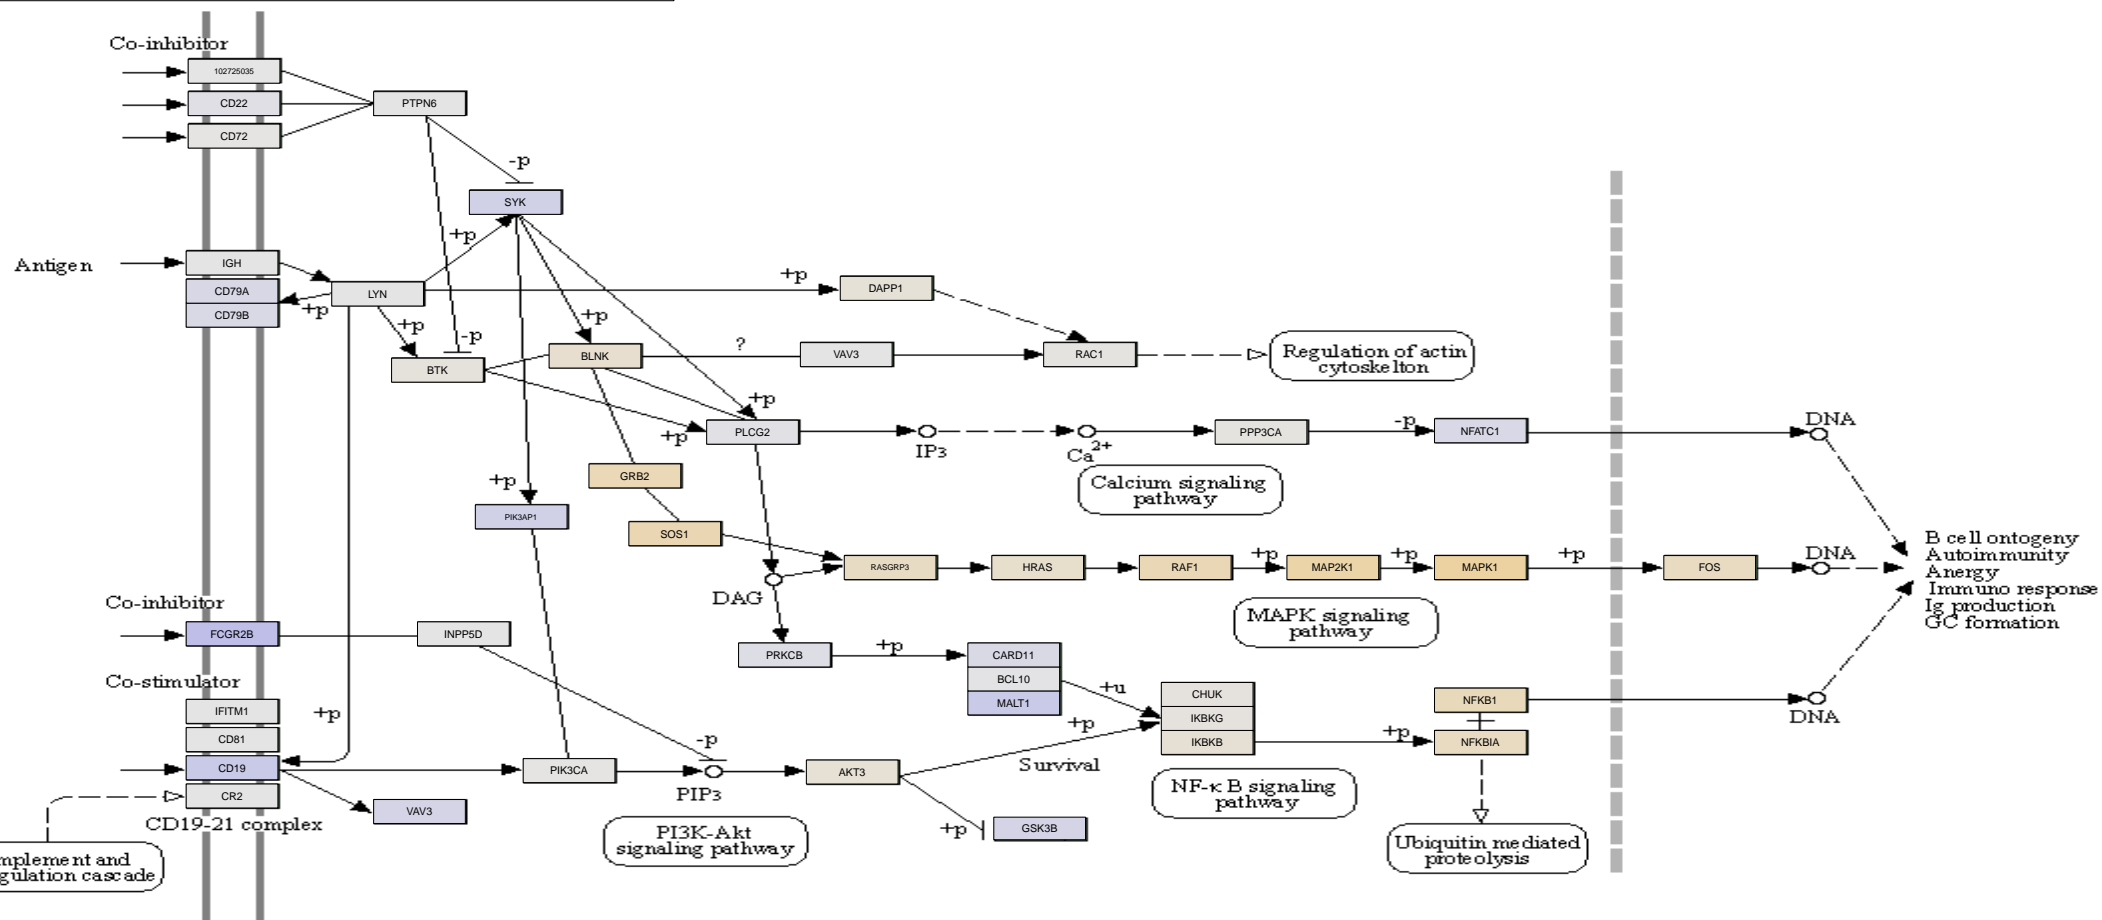 Co-inhibitor
102725035
CD22
CD72
PTPN6
-p
SYK
+p
Antigen
IGH
CD79A
CD79B
LYN
+p
+p
-p
+p
DAPP1
+p
BTK
BLNK
?
VAV3
RAC1
Regulation of actin
cytoskelton
+p
+p
PLCG2
IP3
Ca2+
PPP3CA
-p
NFATC1
DNA
Calcium signaling
pathway
GRB2
+p
PIK3AP1
SOS1
RASGRP3
HRAS
RAF1
+p
MAP2K1
+p
MAPK1
+p
FOS
DNA
B cell ontogeny
Autoimmunity
Anergy
Immuno response
Ig production
GC formation
DAG
MAPK signaling
pathway
Co-inhibitor
FCGR2B
INPP5D
PRKCB
+p
CARD11
BCL10
MALT1
+u
+p
CHUK
IKBKG
IKBKB
+p
NFKB1
NFKBIA
DNA
Co-stimulator
IFITM1
CD81
CD19
CR2
+p
CD19-21 complex
VAV3
PIK3CA
-p
PIP3
AKT3
Survival
+p
GSK3B
PI3K-Akt
signaling pathway
NF-κ B signaling
pathway
Ubiquitin mediated
proteolysis
mplement and
gulation cascade